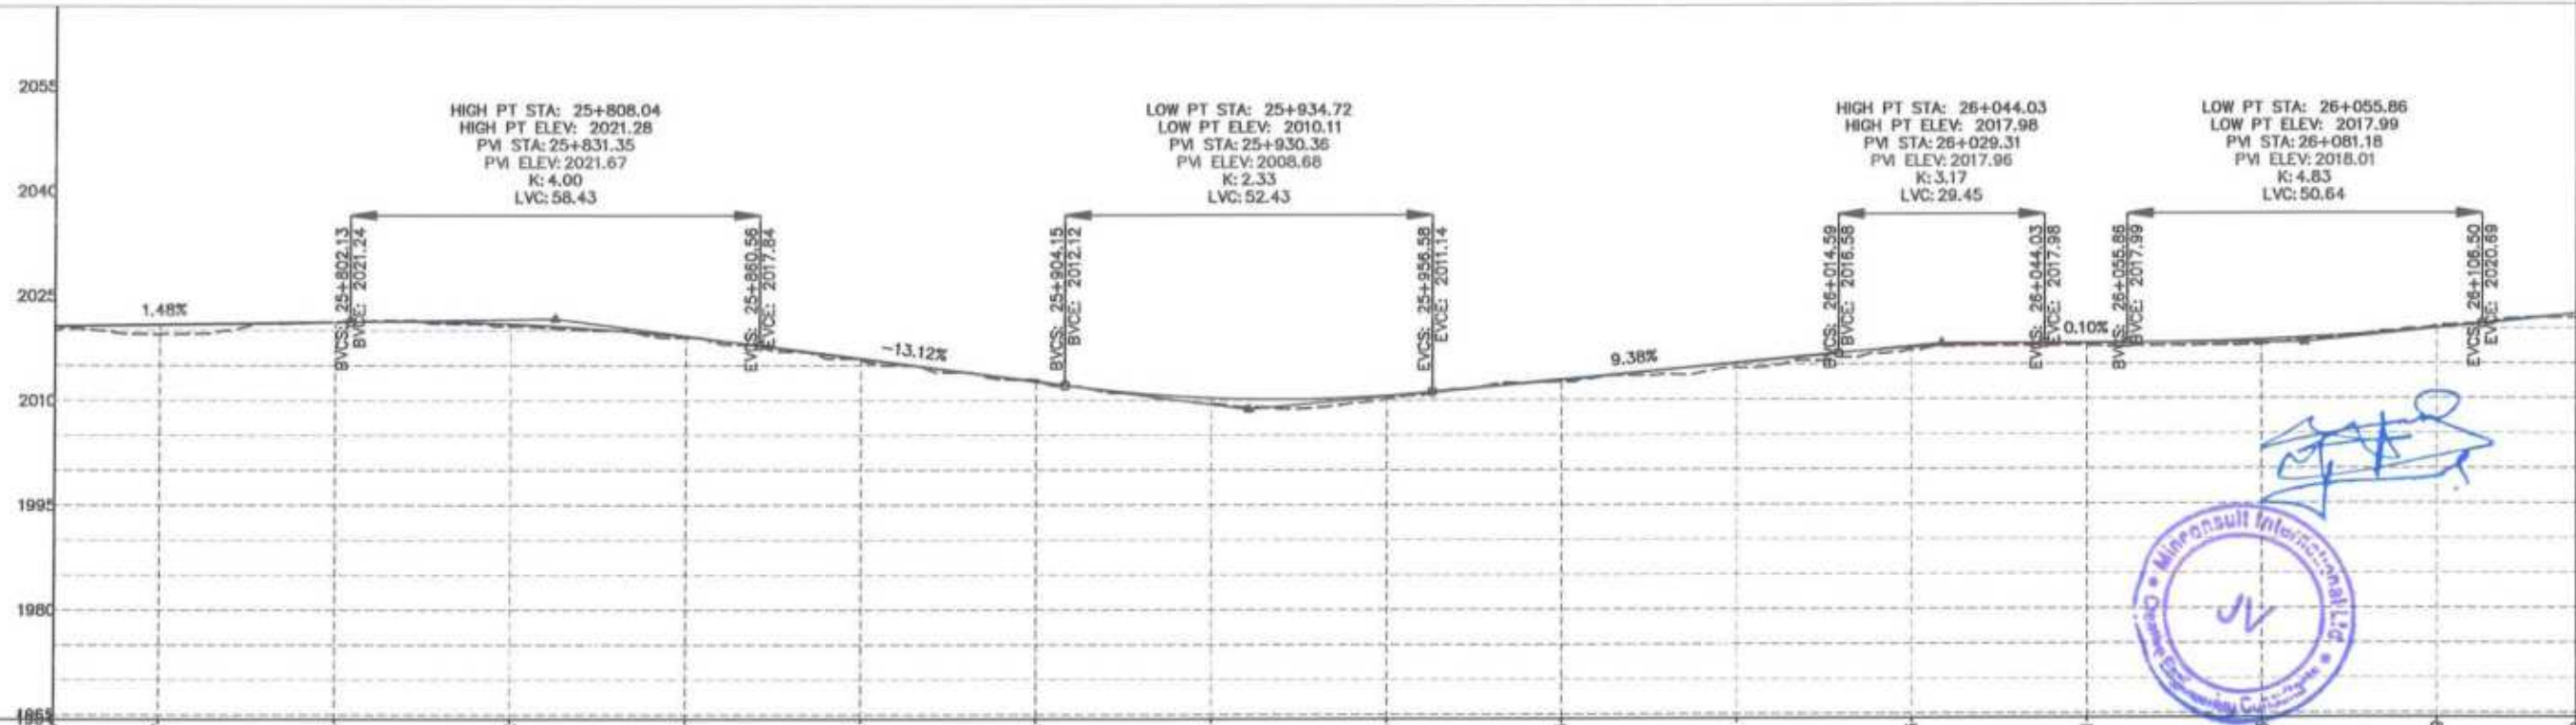 2055
2040
2025
2010
1995
1980
1965
HIGH PT STA: 25+808.04
HIGH PT ELEV: 2021.28
PVI STA: 25+831.35
PVI ELEV: 2021.67
K: 4.00
LVC: 58.43
BVCS: 25+802.13
BVCE: 2021.24
EVCS: 25+860.56
EVCE: 2017.84
LOW PT STA: 25+934.72
LOW PT ELEV: 2010.11
PVI STA: 25+930.36
PVI ELEV: 2008.68
K: 2.33
LVC: 52.43
BVCS: 25+904.15
BVCE: 2012.12
EVCS: 25+956.58
EVCE: 2011.14
HIGH PT STA: 26+044.03
HIGH PT ELEV: 2017.98
PVI STA: 26+029.31
PVI ELEV: 2017.96
K: 3.17
LVC: 29.45
BVCS: 26+014.59
BVCE: 2016.58
EVCS: 26+044.03
EVCE: 2017.98
LOW PT STA: 26+055.86
LOW PT ELEV: 2017.99
PVI STA: 26+081.18
PVI ELEV: 2018.01
K: 4.83
LVC: 50.64
BVCS: 26+055.86
BVCE: 2017.99
EVCS: 26+106.50
EVCE: 2020.69
1.48%
-13.12%
9.38%
0.10%
Minconsult International Ltd.
JV